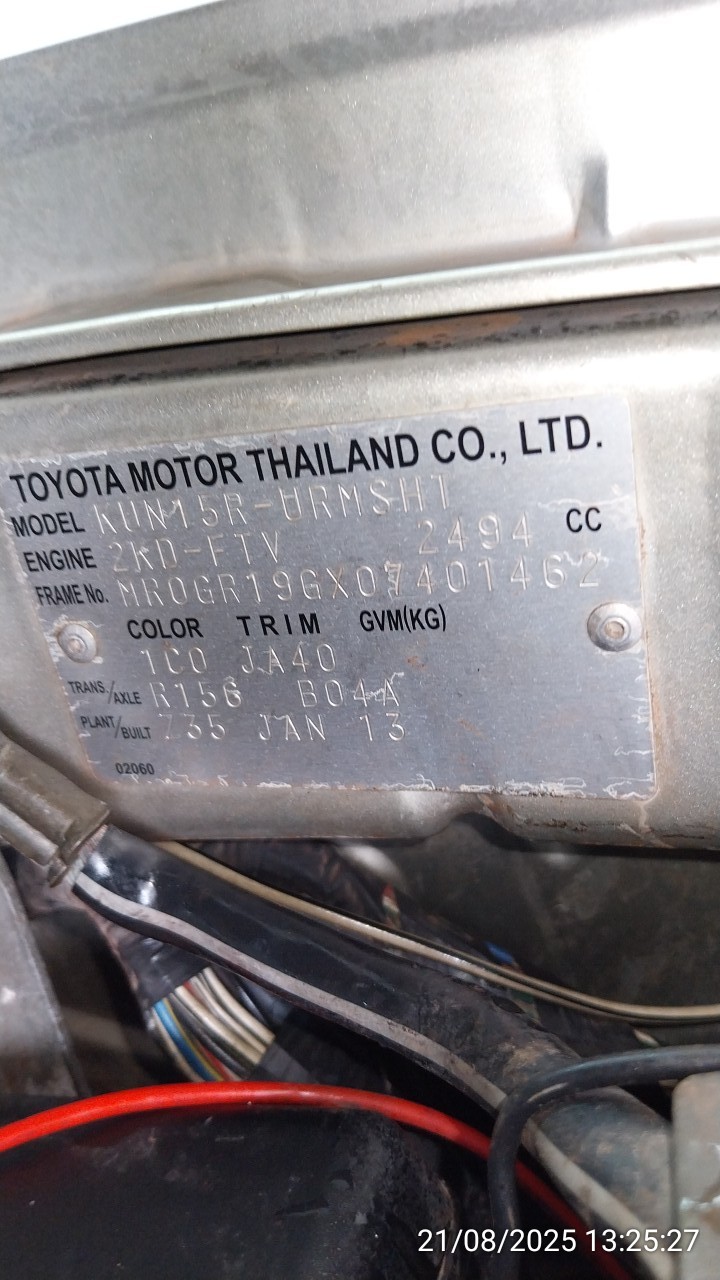 TOYOTA MOTOR THAILAND CO., LTD.
MODEL KUN15R-URMSHT
ENGINE 2KD-FTV 2494 CC
FRAME No. MR0GR19GX07401462
COLOR TRIM GVM(KG)
1C0 JA40
TRANS./AXLE R156 B04A
PLANT/BUILT Z35 JAN 13
02060
21/08/2025 13:25:27